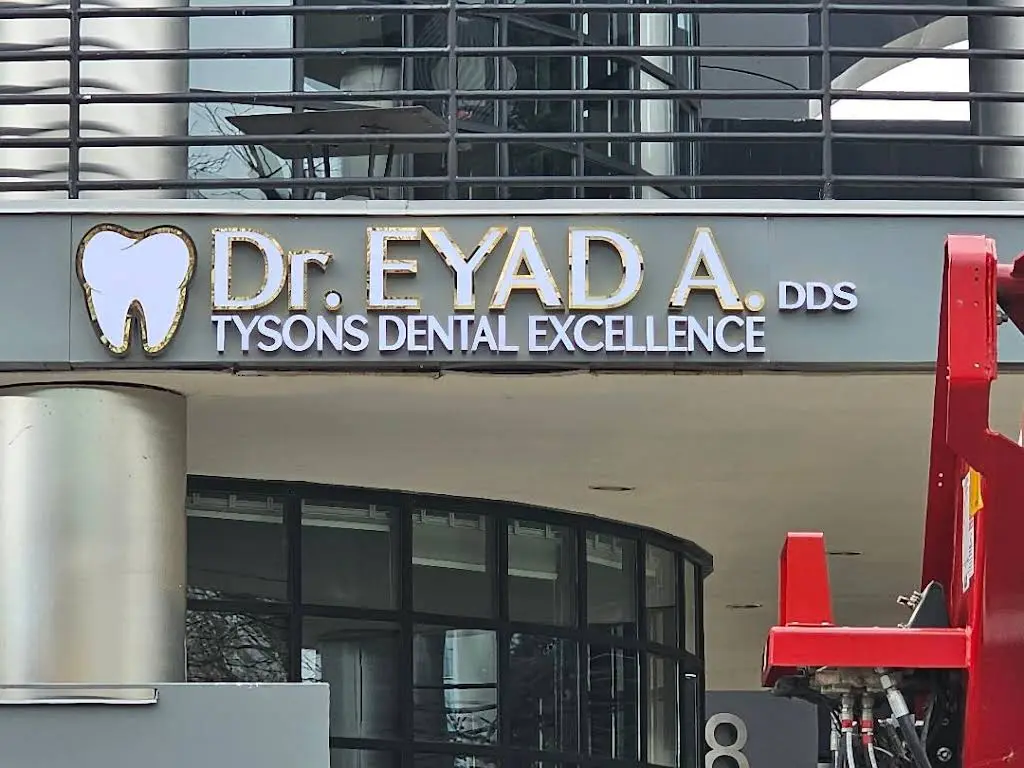 Dr. EYAD A. DDS
TYSONS DENTAL EXCELLENCE
8